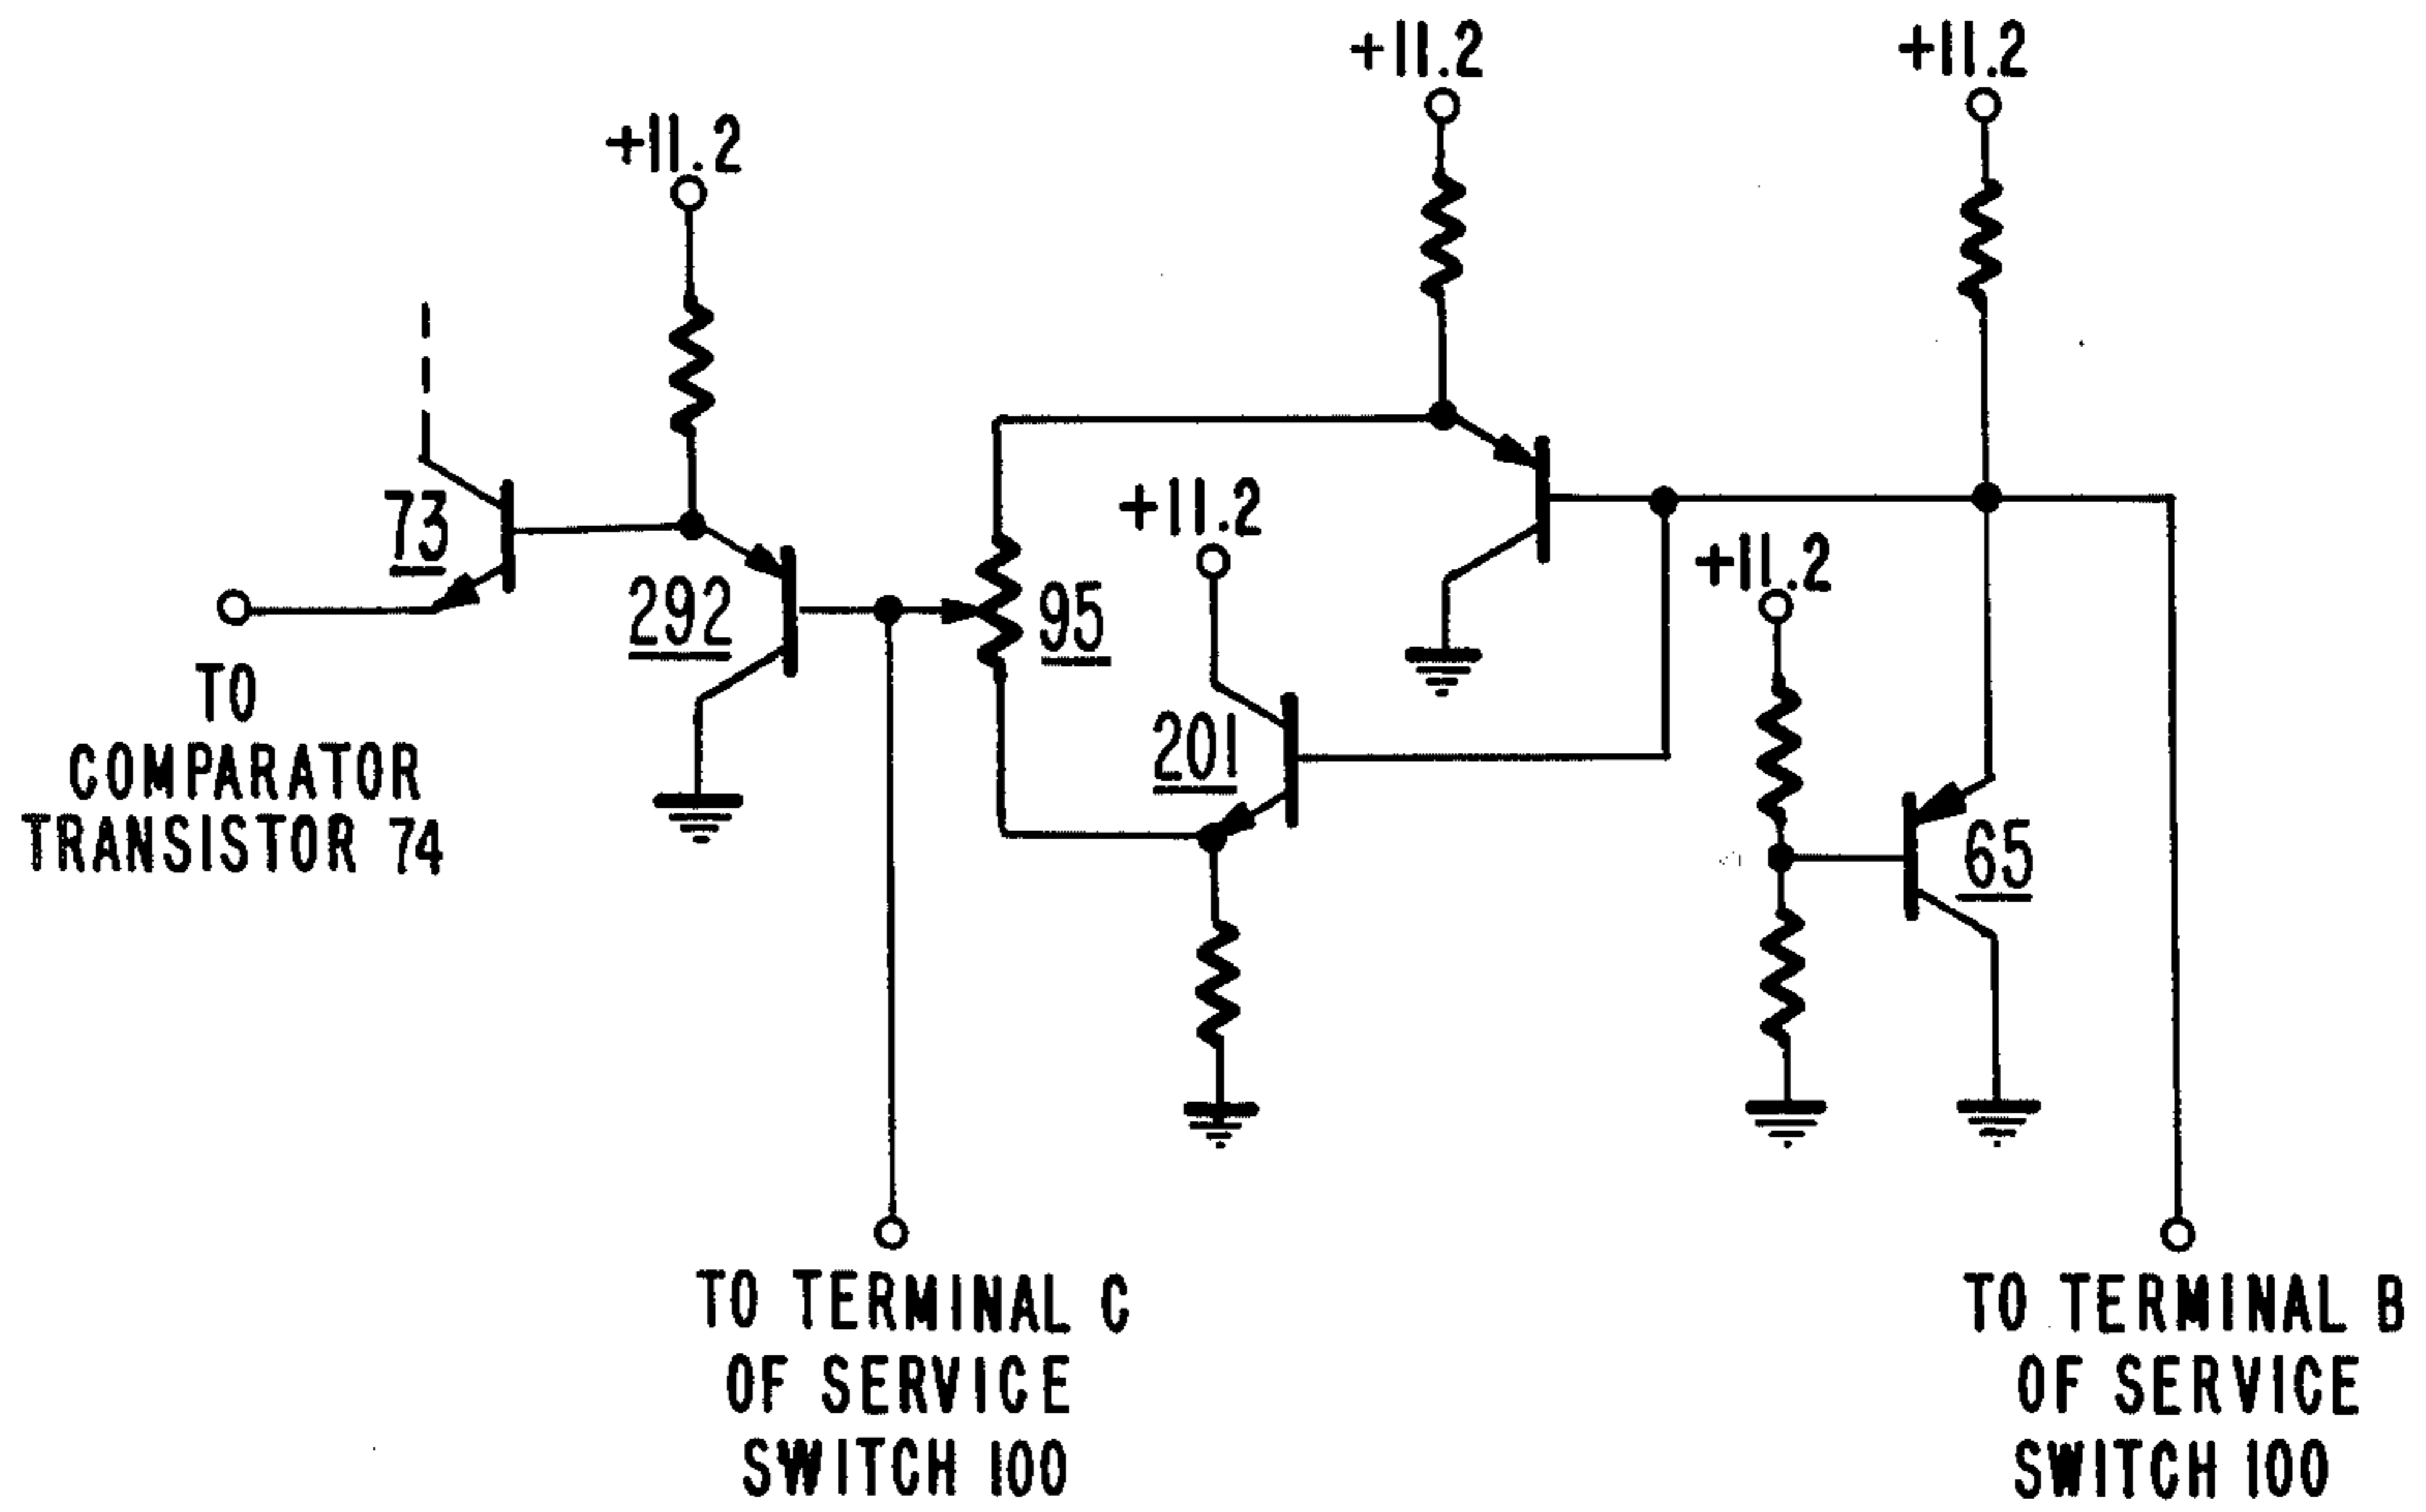 +11.2
+11.2
+11.2
+11.2
+11.2
73
292
95
201
65
TO
COMPARATOR
TRANSISTOR 74
TO TERMINAL C
OF SERVICE
SWITCH 100
TO TERMINAL B
OF SERVICE
SWITCH 100